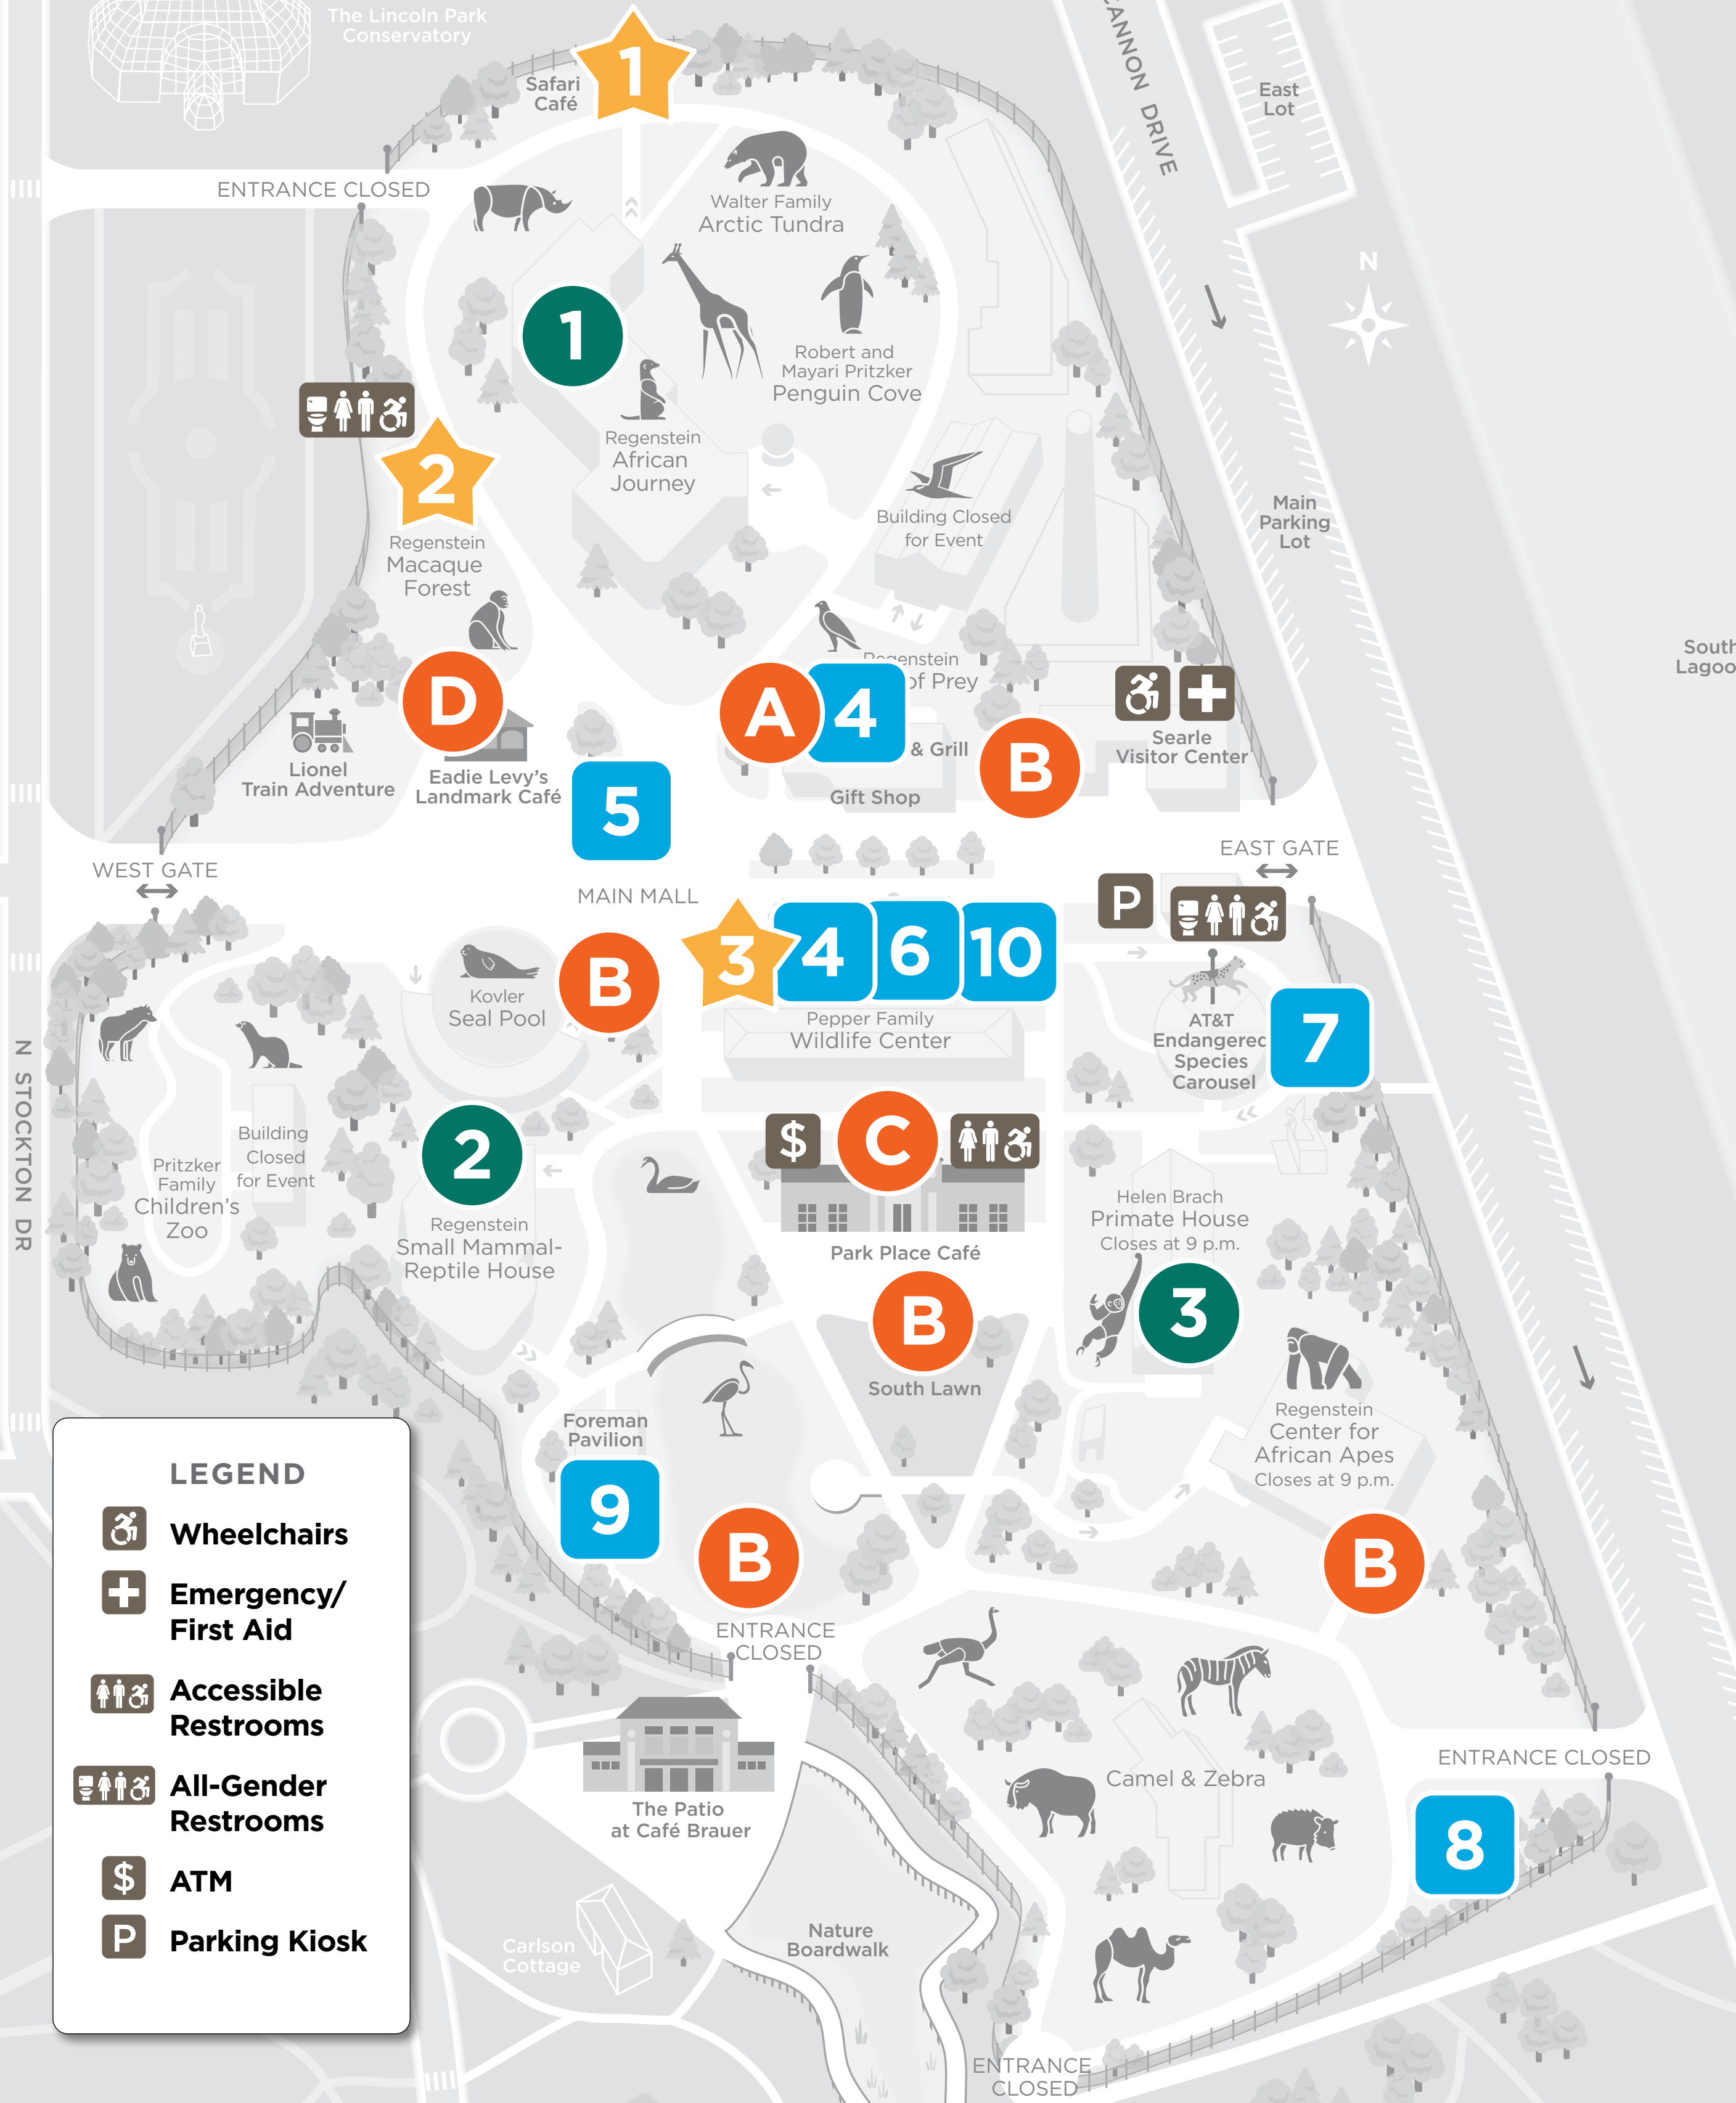 The Lincoln Park
Conservatory
Safari
Café
1
CANNON DRIVE
East
Lot
ENTRANCE CLOSED
Walter Family
Arctic Tundra
N
1
Robert and
Mayari Pritzker
Penguin Cove
Regenstein
African
Journey
2
Building Closed
for Event
Main
Parking
Lot
Regenstein
Macaque
Forest
South
Lagoo
of Prey
D
A
4
B
& Grill
Gift Shop
Searle
Visitor Center
Lionel
Train Adventure
Eadie Levy's
Landmark Café
5
WEST GATE
EAST GATE
MAIN MALL
P
3
4
6
10
B
Kovler
Seal Pool
Pepper Family
Wildlife Center
AT&T
Endangered
Species
Carousel
7
N STOCKTON DR
Building
Closed
for Event
Pritzker
Family
Children's
Zoo
2
Regenstein
Small Mammal-
Reptile House
$
C
Park Place Café
Helen Brach
Primate House
Closes at 9 p.m.
3
B
South Lawn
Regenstein
Center for
African Apes
Closes at 9 p.m.
Foreman
Pavilion
9
B
B
ENTRANCE
CLOSED
The Patio
at Café Brauer
Camel & Zebra
ENTRANCE CLOSED
8
Nature
Boardwalk
Carlson
Cottage
ENTRANCE
CLOSED
LEGEND
Wheelchairs
Emergency/
First Aid
Accessible
Restrooms
All-Gender
Restrooms
$ ATM
P Parking Kiosk